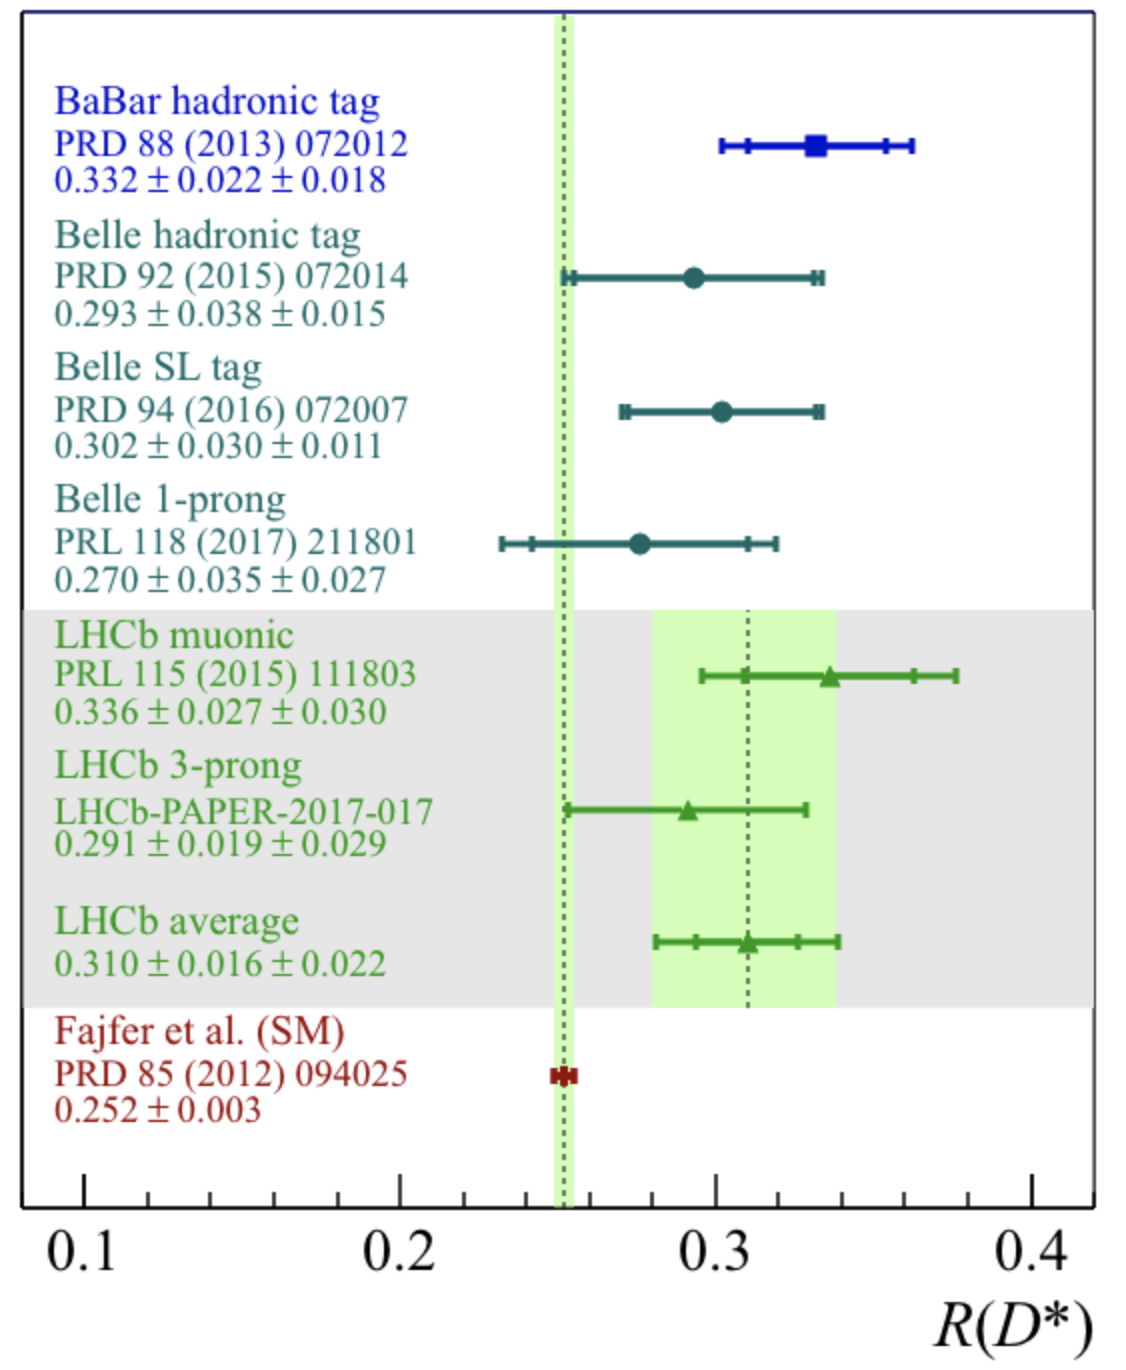 BaBar hadronic tag
PRD 88 (2013) 072012
0.332 ± 0.022 ± 0.018
Belle hadronic tag
PRD 92 (2015) 072014
0.293 ± 0.038 ± 0.015
Belle SL tag
PRD 94 (2016) 072007
0.302 ± 0.030 ± 0.011
Belle 1-prong
PRL 118 (2017) 211801
0.270 ± 0.035 ± 0.027
LHCb muonic
PRL 115 (2015) 111803
0.336 ± 0.027 ± 0.030
LHCb 3-prong
LHCb-PAPER-2017-017
0.291 ± 0.019 ± 0.029
LHCb average
0.310 ± 0.016 ± 0.022
Fajfer et al. (SM)
PRD 85 (2012) 094025
0.252 ± 0.003
0.1 0.2 0.3 0.4
R(D*)